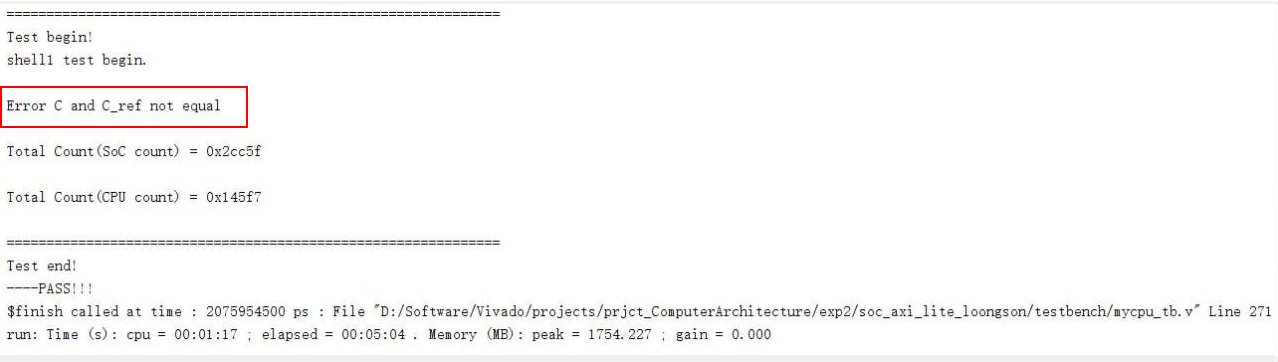 ===============================================================
Test begin!
shell1 test begin.
Error C and C_ref not equal
Total Count(SoC count) = 0x2cc5f
Total Count(CPU count) = 0x145f7
===============================================================
Test end!
----PASS!!!
$finish called at time : 2075954500 ps : File "D:/Software/Vivado/projects/prjct_ComputerArchitecture/exp2/soc_axi_lite_loongson/testbench/mycpu_tb.v" Line 271
run: Time (s): cpu = 00:01:17 ; elapsed = 00:05:04 . Memory (MB): peak = 1754.227 ; gain = 0.000